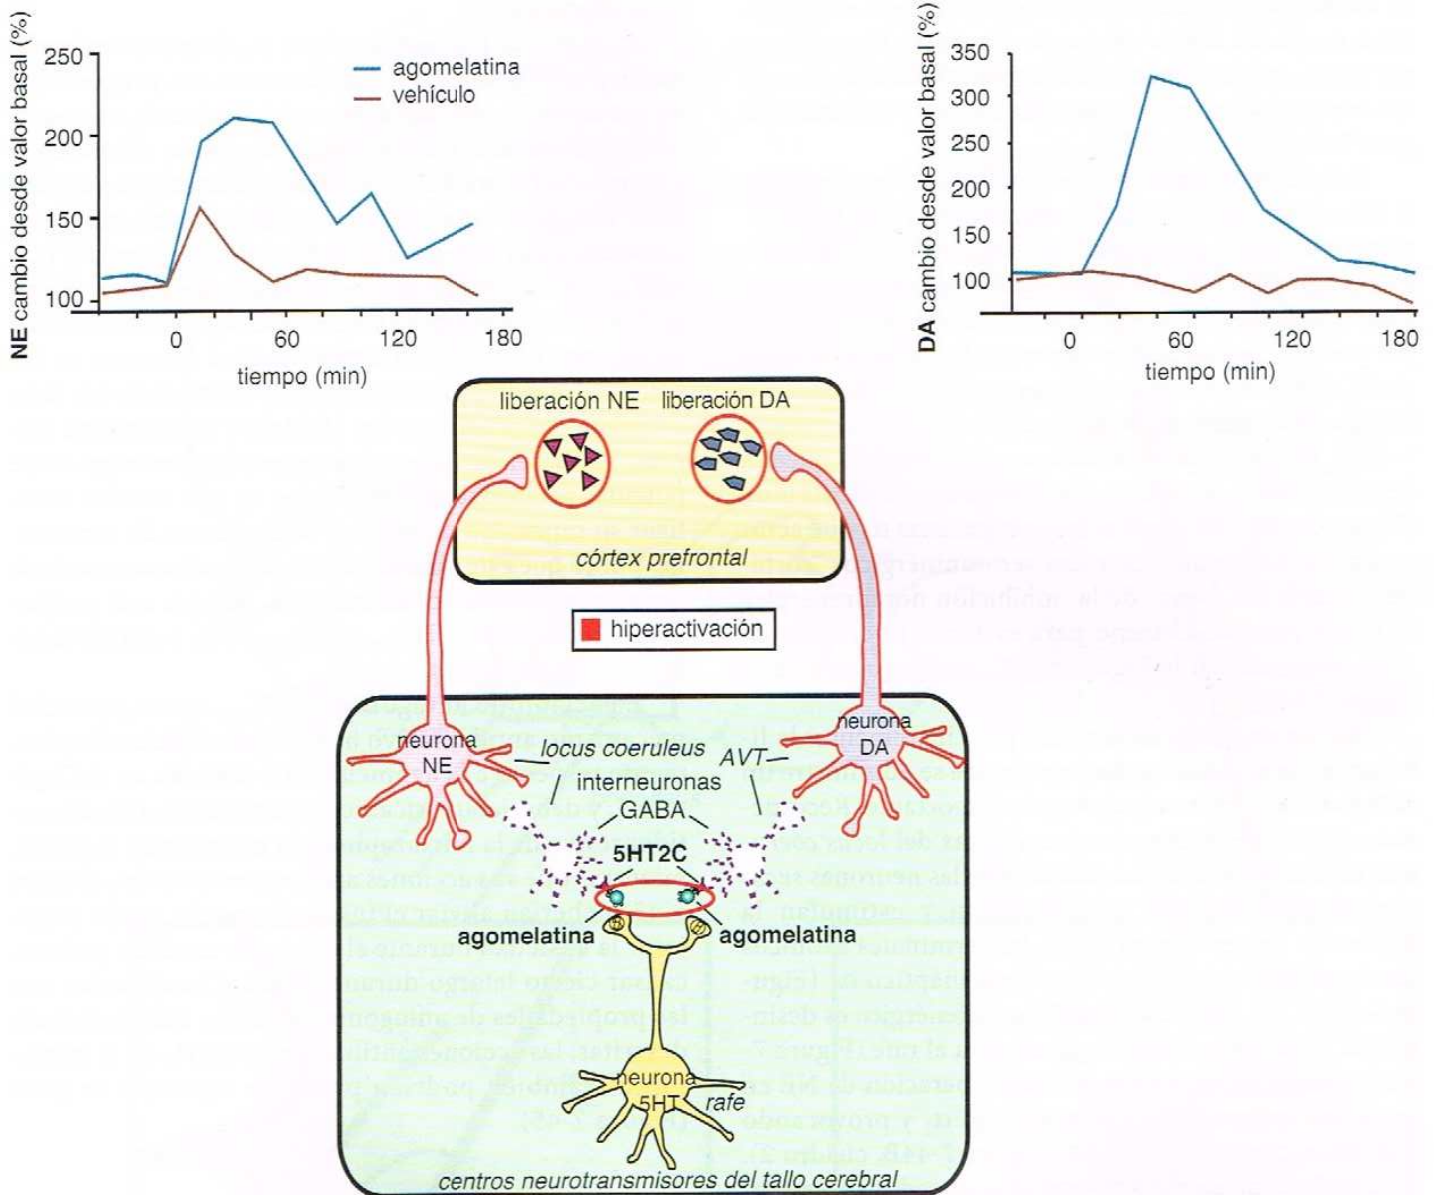 NE cambio desde valor basal (%)
250
200
150
100
agomelatina
vehículo
0 60 120 180
tiempo (min)
DA cambio desde valor basal (%)
350
300
250
200
150
100
0 60 120 180
tiempo (min)
liberación NE liberación DA
córtex prefrontal
hiperactivación
neurona
NE
locus coeruleus
AVT
neurona
DA
interneuronas
GABA
5HT2C
agomelatina
agomelatina
neurona
5HT
rafe
centros neurotransmisores del tallo cerebral